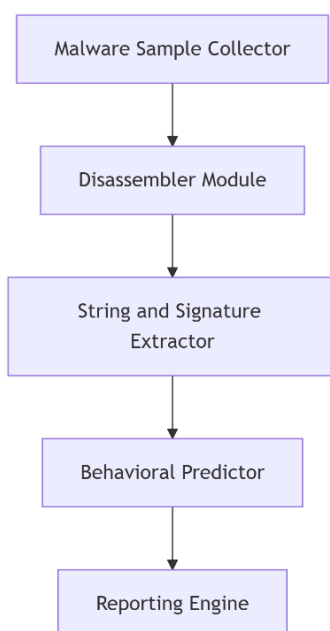 Malware Sample Collector
Disassembler Module
String and Signature
Extractor
Behavioral Predictor
Reporting Engine